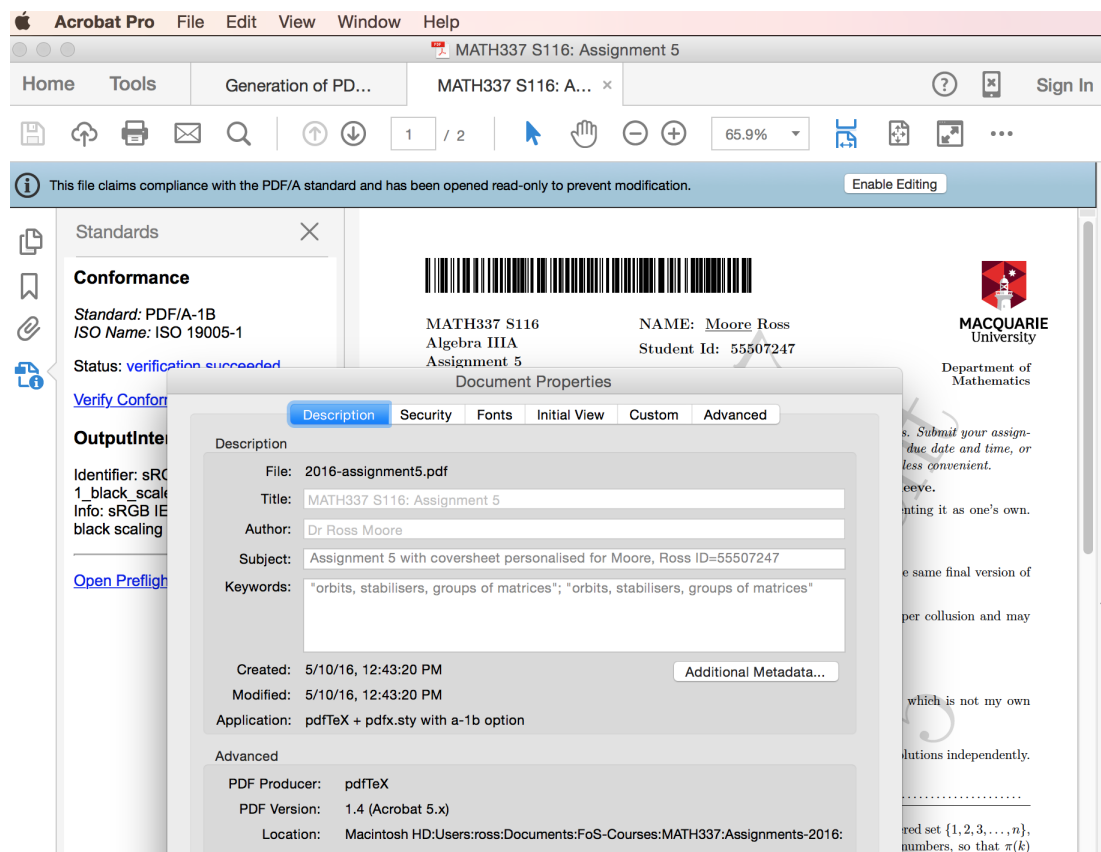 Acrobat Pro File Edit View Window Help
MATH337 S116: Assignment 5
Home Tools Generation of PD... MATH337 S116: A... × ? Sign In
1 / 2 65.9%
This file claims compliance with the PDF/A standard and has been opened read-only to prevent modification. Enable Editing
Standards
Conformance
Standard: PDF/A-1B
ISO Name: ISO 19005-1
Status: verification succeeded
Verify Confor
OutputInte
Identifier: sRG
1_black_scale
Info: sRGB IE
black scaling
Open Prefligh
MATH337 S116
Algebra IIIA
Assignment 5
NAME: Moore Ross
Student Id: 55507247
MACQUARIE
University
Department of
Mathematics
s. Submit your assign-
due date and time, or
less convenient.
eeve.
nting it as one's own.
e same final version of
per collusion and may
which is not my own
olutions independently.
ered set {1, 2, 3, . . . , n},
numbers, so that π(k)
Document Properties
Description Security Fonts Initial View Custom Advanced
Description
File: 2016-assignment5.pdf
Title: MATH337 S116: Assignment 5
Author: Dr Ross Moore
Subject: Assignment 5 with coversheet personalised for Moore, Ross ID=55507247
Keywords: "orbits, stabilisers, groups of matrices"; "orbits, stabilisers, groups of matrices"
Created: 5/10/16, 12:43:20 PM
Additional Metadata...
Modified: 5/10/16, 12:43:20 PM
Application: pdfTeX + pdfx.sty with a-1b option
Advanced
PDF Producer: pdfTeX
PDF Version: 1.4 (Acrobat 5.x)
Location: Macintosh HD:Users:ross:Documents:FoS-Courses:MATH337:Assignments-2016: